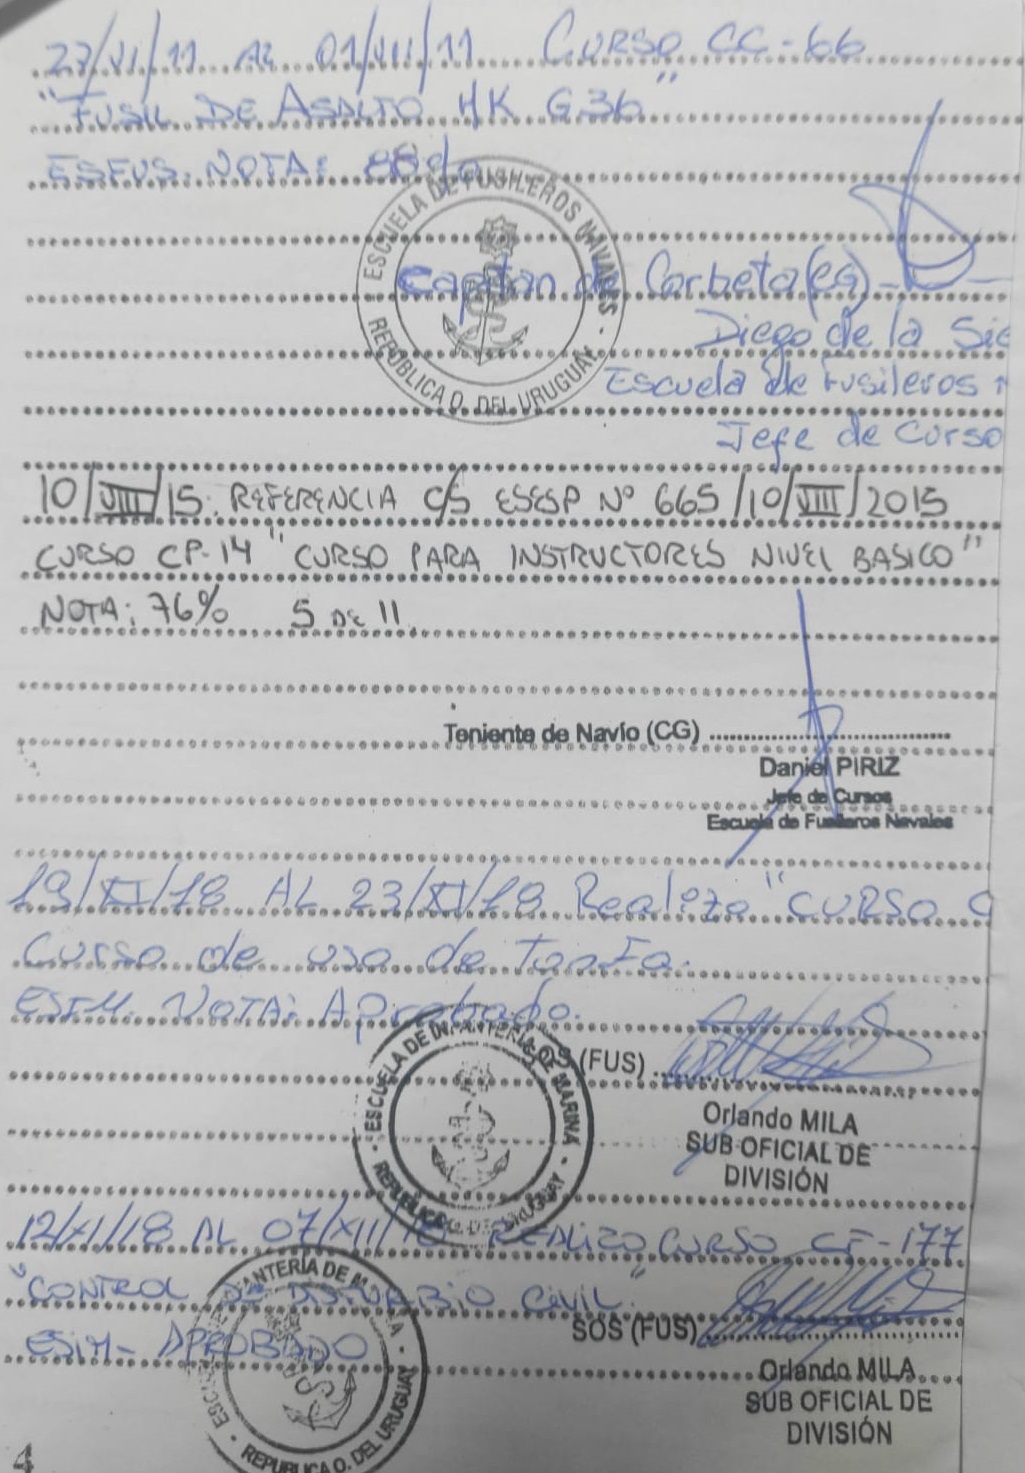 27/VI/11 AL 01/VII/11 CURSO CC-66
"FUSIL DE ASALTO HK G36"
ESFUS. NOTA: 88%
ESCUELA DE FUSILEROS NAVALES · REPÚBLICA O. DEL URUGUAY ·
Capitan de Corbeta (CG)
Diego de la Sie
Escuela de Fusileros
Jefe de Curso
10/VIII/15. REFERENCIA C/S ESESP Nº 665/10/VIII/2015
CURSO CP-14 "CURSO PARA INSTRUCTORES NIVEL BASICO"
NOTA: 76% 5 DE 11
Teniente de Navío (CG)
Daniel PIRIZ
Jefe de Cursos
Escuela de Fusileros Navales
19/XI/18 AL 23/XI/18 Realizo "CURSO C
Curso de uso de Tonfa.
ESIM. NOTA: Aprobado.
ESCUELA DE INFANTERIA DE MARINA · REPUBLICA O. DEL URUGUAY ·
SOS (FUS)
Orlando MILA
SUB OFICIAL DE
DIVISIÓN
12/XI/18 AL 07/XII/18 REALIZO CURSO CF-177
"CONTROL DE DISTURBIO CIVIL"
ESIM- APROBADO
SOS (FUS)
ESCUELA DE INFANTERIA DE MARINA · REPUBLICA O. DEL URUGUAY ·
Orlando MILA
SUB OFICIAL DE
DIVISIÓN
4